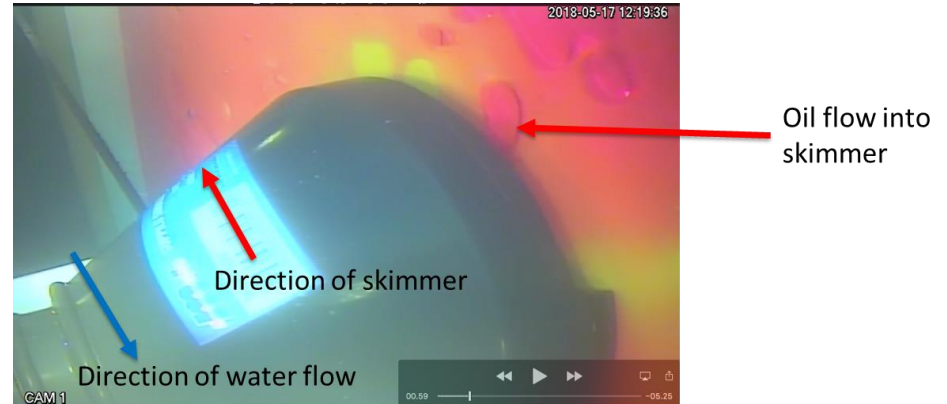 2018-05-17 12:19:36
Oil flow into
skimmer
Direction of skimmer
Direction of water flow
CAM 1
00.59
-05.25